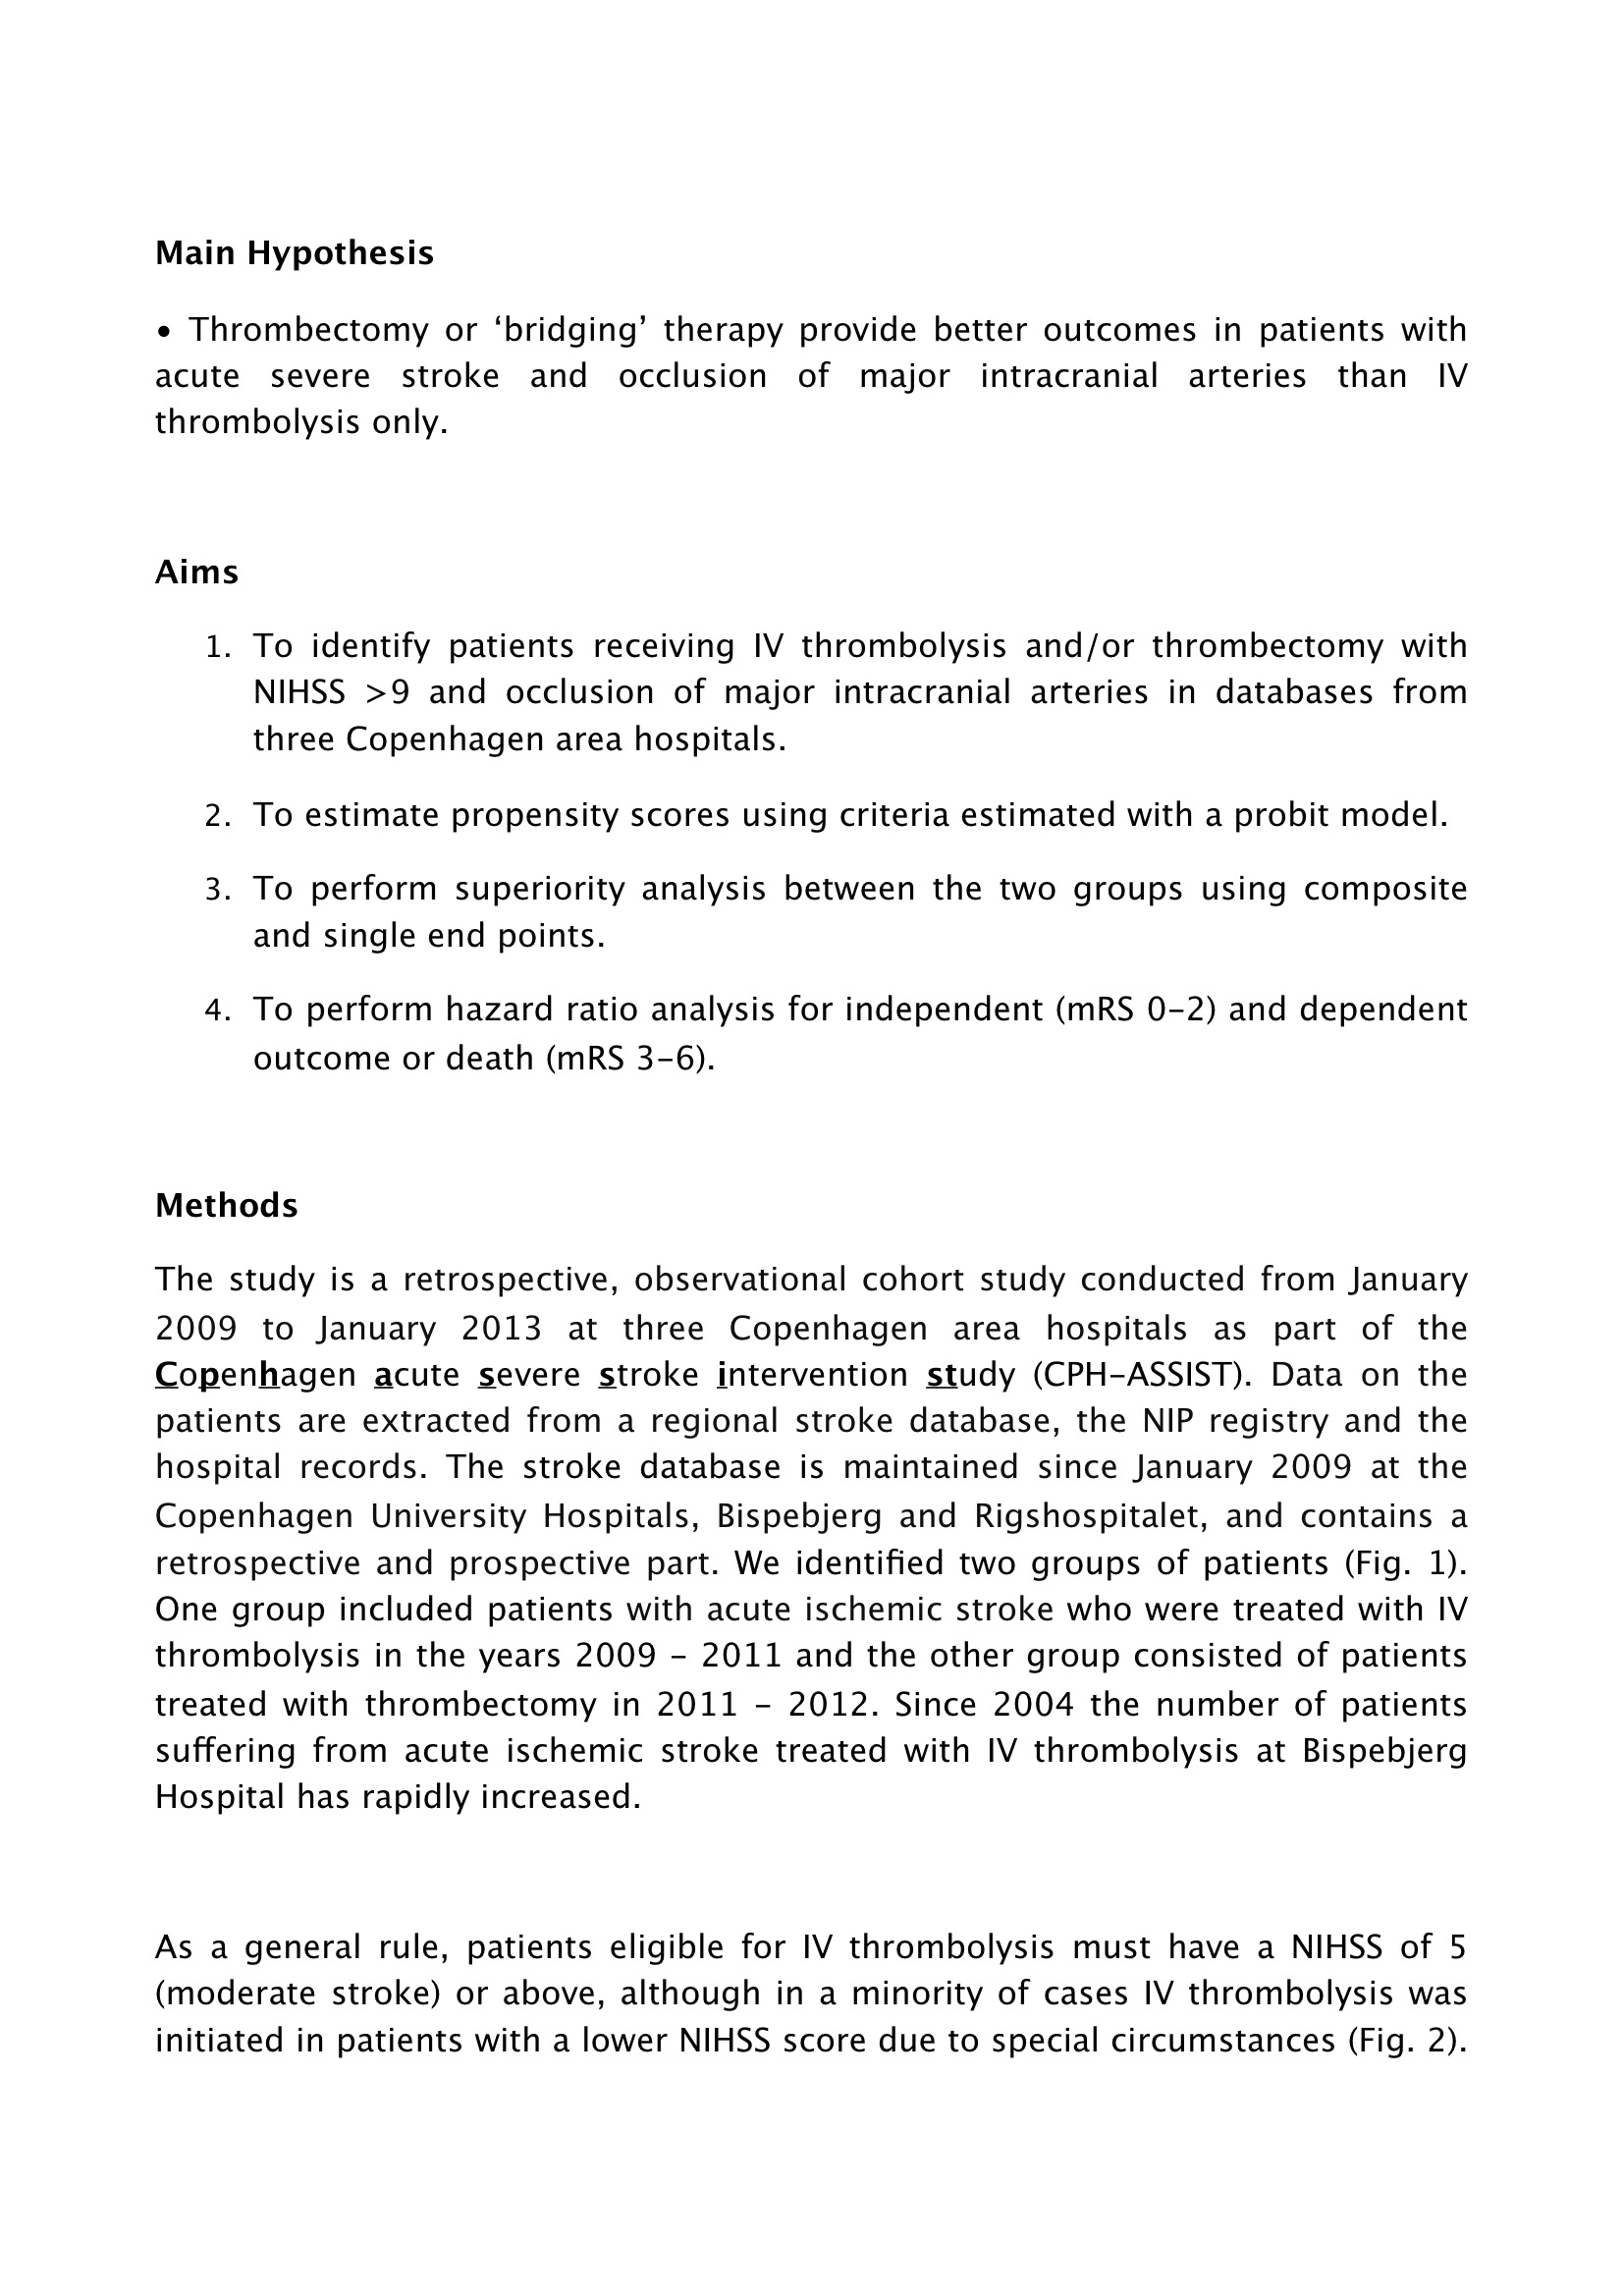 Main Hypothesis
• Thrombectomy or ‘bridging’ therapy provide better outcomes in patients with
acute severe stroke and occlusion of major intracranial arteries than IV
thrombolysis only.
Aims
1. To identify patients receiving IV thrombolysis and/or thrombectomy with
NIHSS >9 and occlusion of major intracranial arteries in databases from
three Copenhagen area hospitals.
2. To estimate propensity scores using criteria estimated with a probit model.
3. To perform superiority analysis between the two groups using composite
and single end points.
4. To perform hazard ratio analysis for independent (mRS 0–2) and dependent
outcome or death (mRS 3–6).
Methods
The study is a retrospective, observational cohort study conducted from January
2009 to January 2013 at three Copenhagen area hospitals as part of the
Copenhagen acute severe stroke intervention study (CPH–ASSIST). Data on the
patients are extracted from a regional stroke database, the NIP registry and the
hospital records. The stroke database is maintained since January 2009 at the
Copenhagen University Hospitals, Bispebjerg and Rigshospitalet, and contains a
retrospective and prospective part. We identified two groups of patients (Fig. 1).
One group included patients with acute ischemic stroke who were treated with IV
thrombolysis in the years 2009 – 2011 and the other group consisted of patients
treated with thrombectomy in 2011 – 2012. Since 2004 the number of patients
suffering from acute ischemic stroke treated with IV thrombolysis at Bispebjerg
Hospital has rapidly increased.
As a general rule, patients eligible for IV thrombolysis must have a NIHSS of 5
(moderate stroke) or above, although in a minority of cases IV thrombolysis was
initiated in patients with a lower NIHSS score due to special circumstances (Fig. 2).